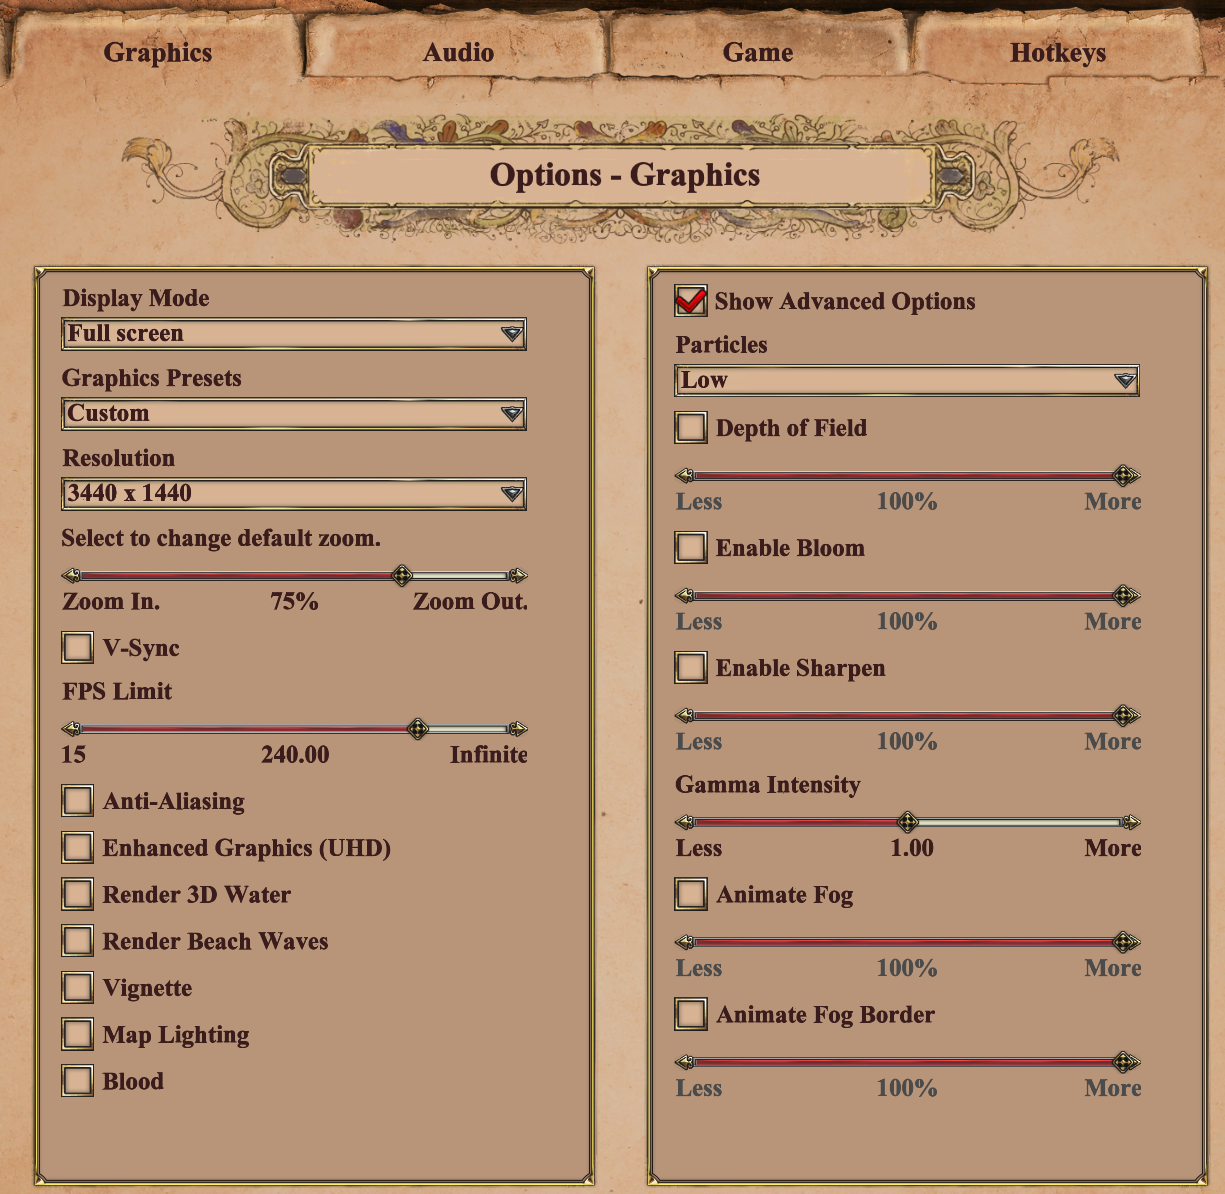 Graphics
Audio
Game
Hotkeys
Options - Graphics
Display Mode
Full screen
Graphics Presets
Custom
Resolution
3440 x 1440
Select to change default zoom.
Zoom In. 75% Zoom Out.
V-Sync
FPS Limit
15 240.00 Infinite
Anti-Aliasing
Enhanced Graphics (UHD)
Render 3D Water
Render Beach Waves
Vignette
Map Lighting
Blood
Show Advanced Options
Particles
Low
Depth of Field
Less 100% More
Enable Bloom
Less 100% More
Enable Sharpen
Less 100% More
Gamma Intensity
Less 1.00 More
Animate Fog
Less 100% More
Animate Fog Border
Less 100% More